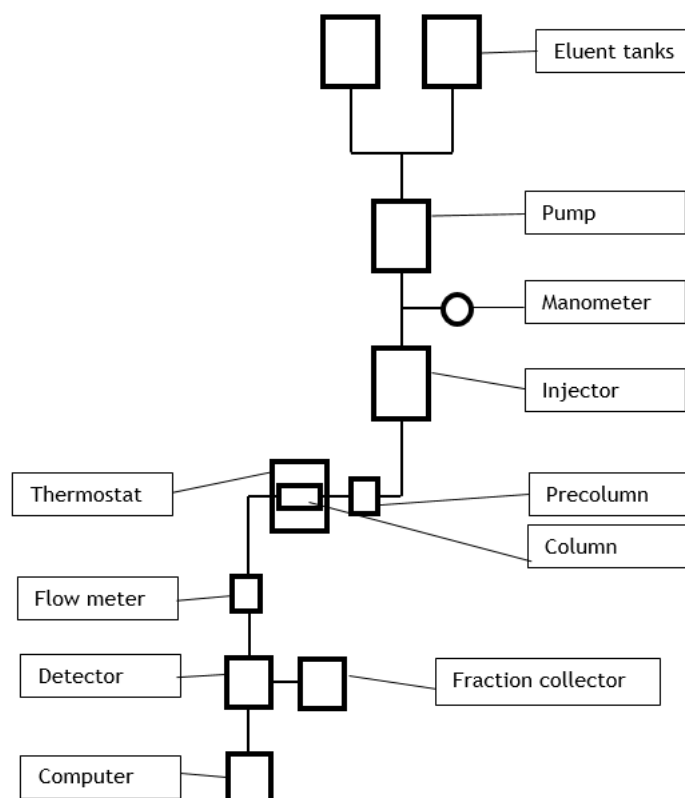 Eluent tanks
Pump
Manometer
Injector
Thermostat
Precolumn
Column
Flow meter
Detector
Fraction collector
Computer